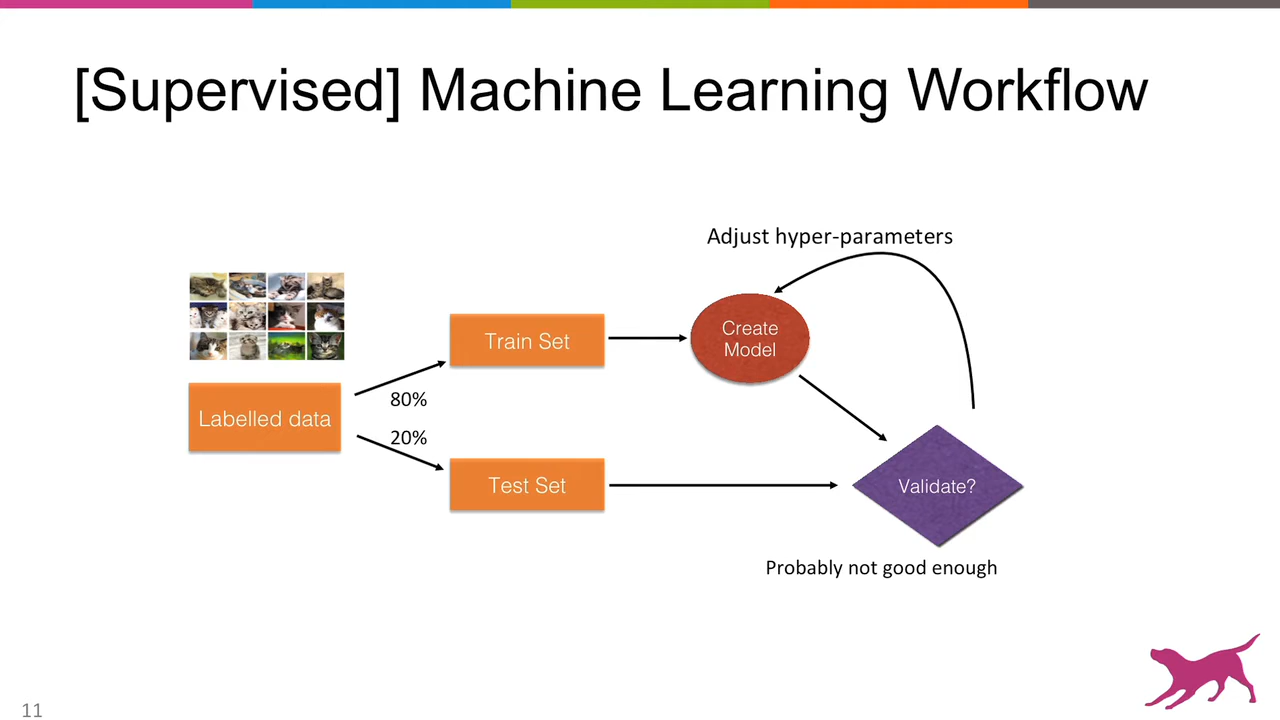 [Supervised] Machine Learning Workflow
Adjust hyper-parameters
Train Set
Create
Model
80%
Labelled data
20%
Test Set
Validate?
Probably not good enough
11